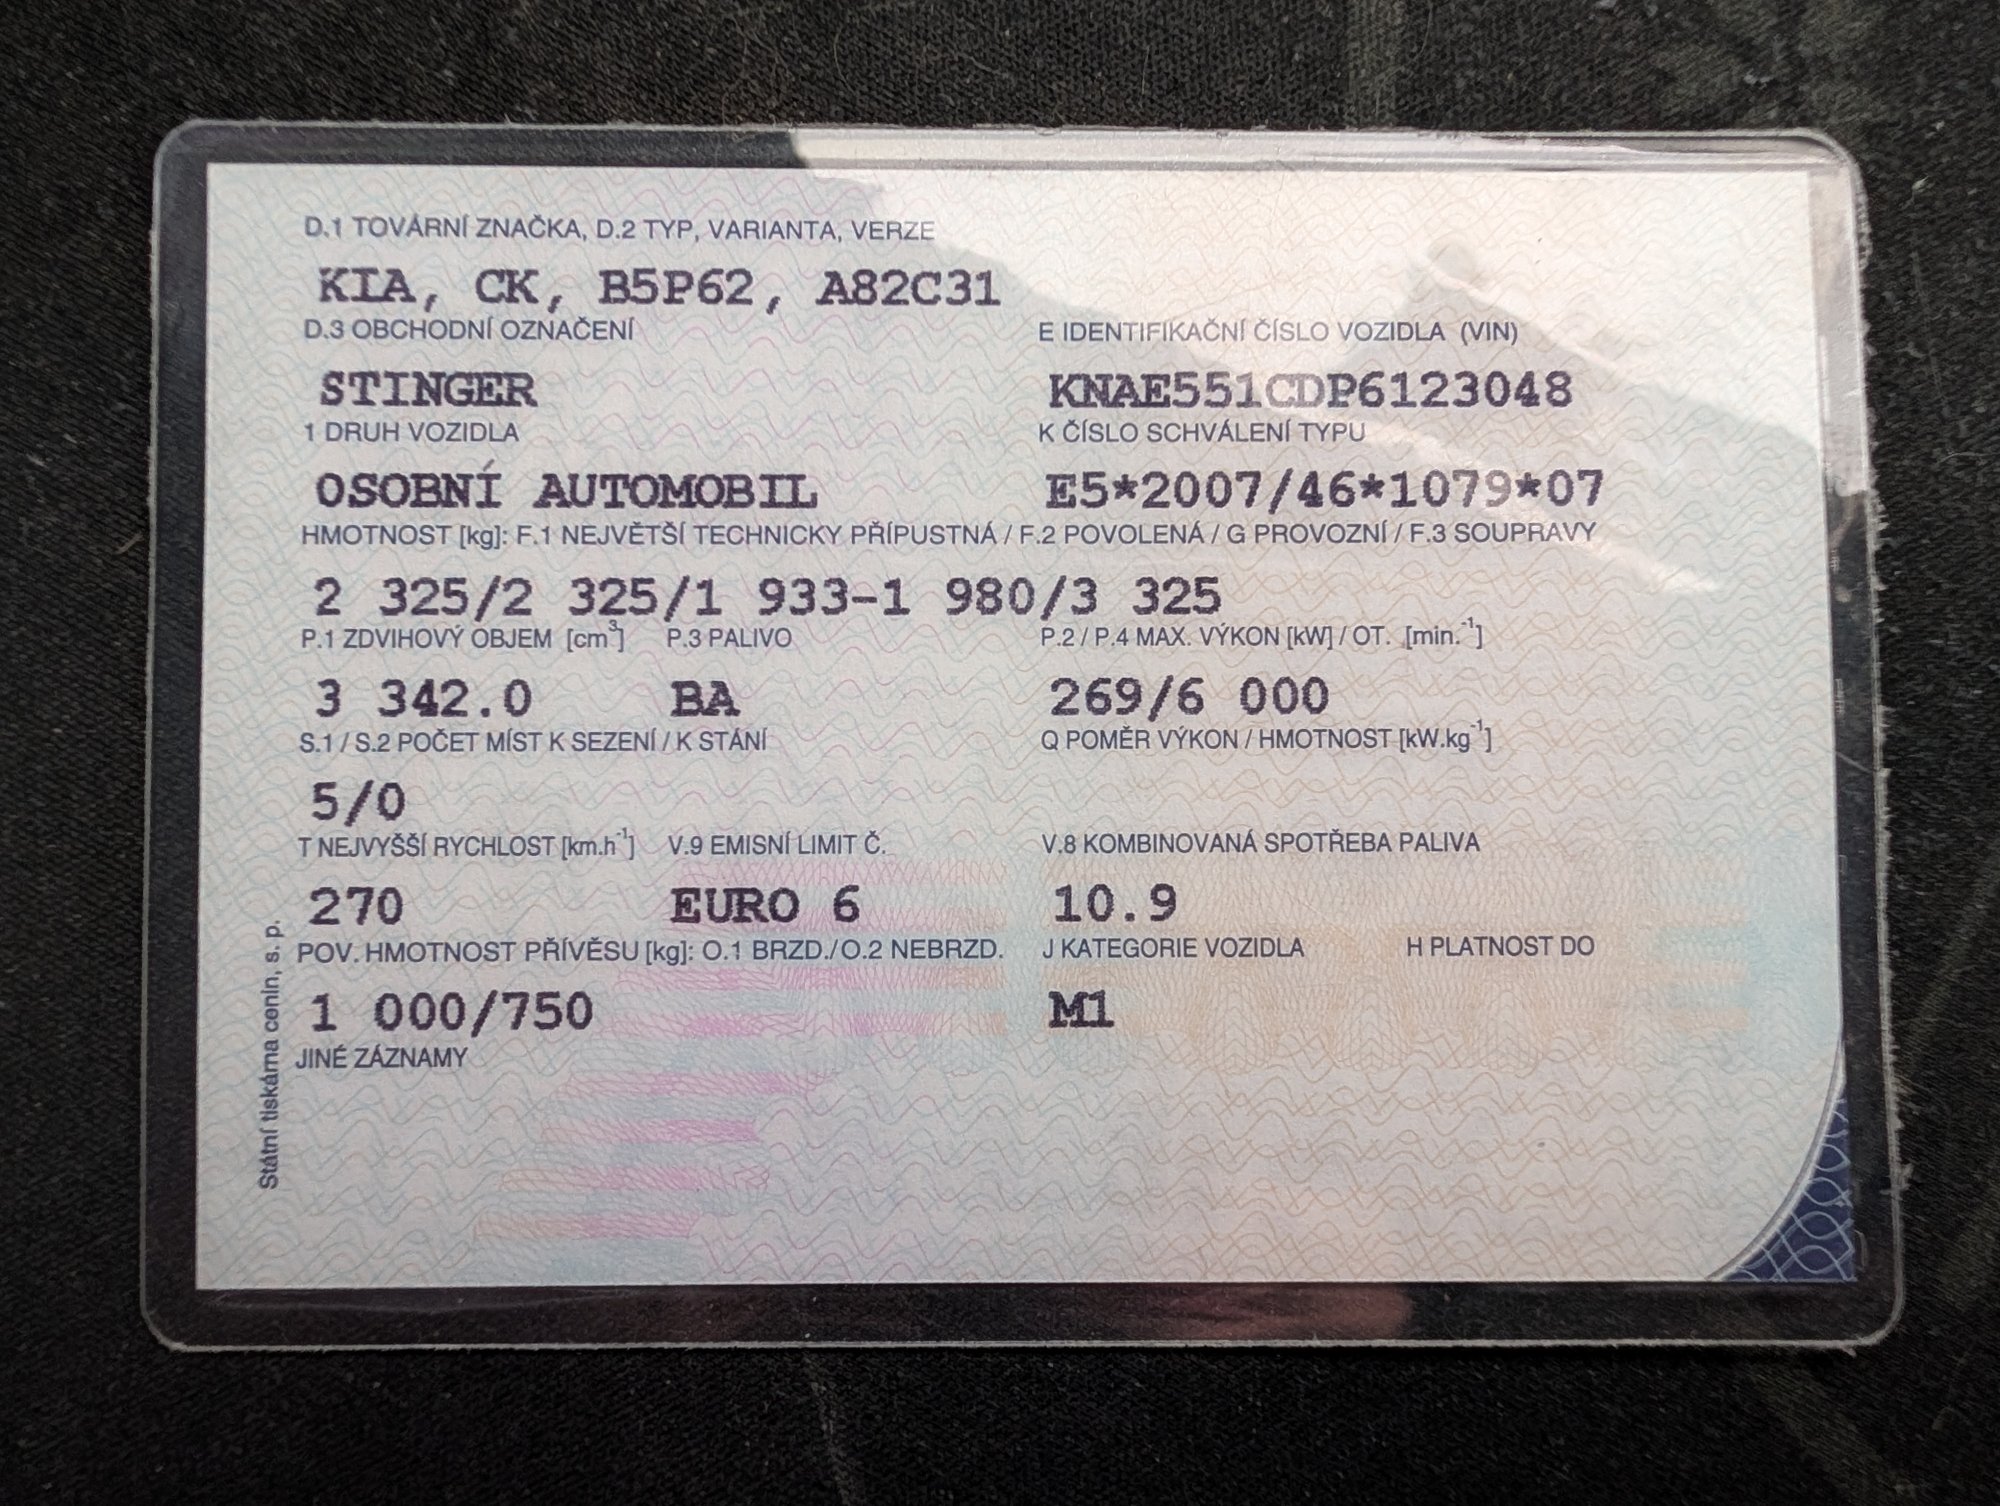 D.1 TOVÁRNÍ ZNAČKA, D.2 TYP, VARIANTA, VERZE
KIA, CK, B5P62, A82C31
D.3 OBCHODNÍ OZNAČENÍ E IDENTIFIKAČNÍ ČÍSLO VOZIDLA (VIN)
STINGER KNAE551CDP6123048
1 DRUH VOZIDLA K ČÍSLO SCHVÁLENÍ TYPU
OSOBNÍ AUTOMOBIL E5*2007/46*1079*07
HMOTNOST [kg]: F.1 NEJVĚTŠÍ TECHNICKY PŘÍPUSTNÁ / F.2 POVOLENÁ / G PROVOZNÍ / F.3 SOUPRAVY
2 325/2 325/1 933-1 980/3 325
P.1 ZDVIHOVÝ OBJEM [cm³] P.3 PALIVO P.2 / P.4 MAX. VÝKON [kW] / OT. [min.⁻¹]
3 342.0 BA 269/6 000
S.1 / S.2 POČET MÍST K SEZENÍ / K STÁNÍ Q POMĚR VÝKON / HMOTNOST [kW.kg⁻¹]
5/0
T NEJVYŠŠÍ RYCHLOST [km.h⁻¹] V.9 EMISNÍ LIMIT Č. V.8 KOMBINOVANÁ SPOTŘEBA PALIVA
270 EURO 6 10.9
POV. HMOTNOST PŘÍVĚSU [kg]: O.1 BRZD./O.2 NEBRZD. J KATEGORIE VOZIDLA H PLATNOST DO
1 000/750 M1
JINÉ ZÁZNAMY
Státní tiskárna cenin, s. p.